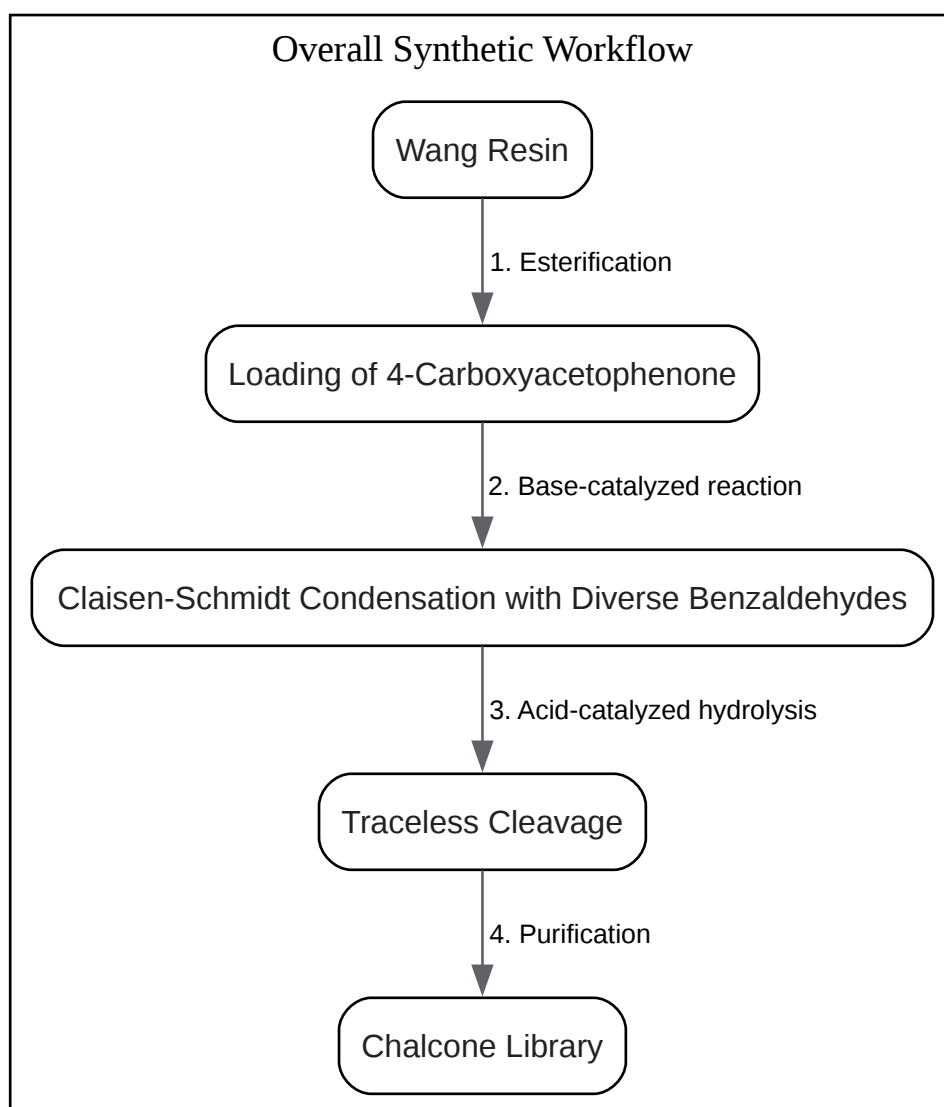 Overall Synthetic Workflow
Wang Resin
1. Esterification
Loading of 4-Carboxyacetophenone
2. Base-catalyzed reaction
Claisen-Schmidt Condensation with Diverse Benzaldehydes
3. Acid-catalyzed hydrolysis
Traceless Cleavage
4. Purification
Chalcone Library